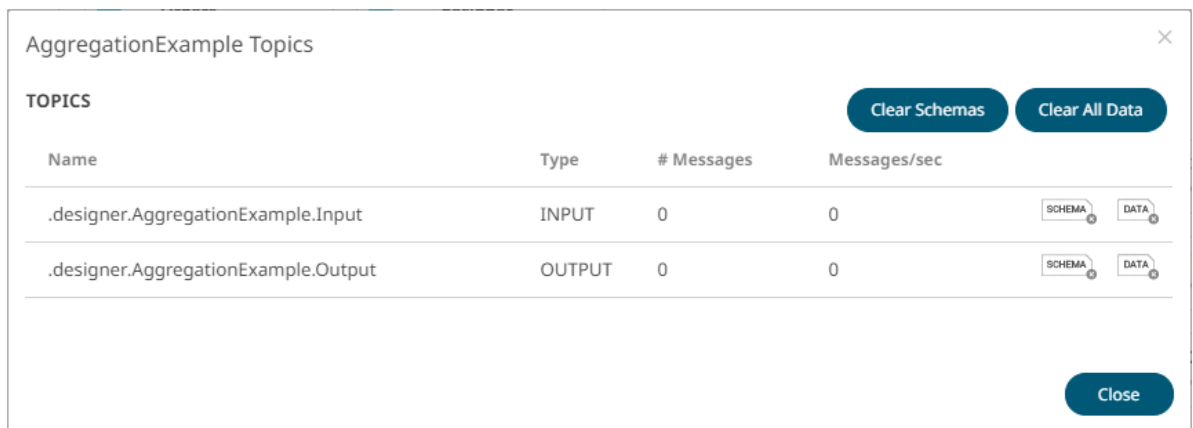 AggregationExample Topics ×
TOPICS
Clear Schemas Clear All Data
Name Type # Messages Messages/sec
.designer.AggregationExample.Input INPUT 0 0 SCHEMA DATA
.designer.AggregationExample.Output OUTPUT 0 0 SCHEMA DATA
Close